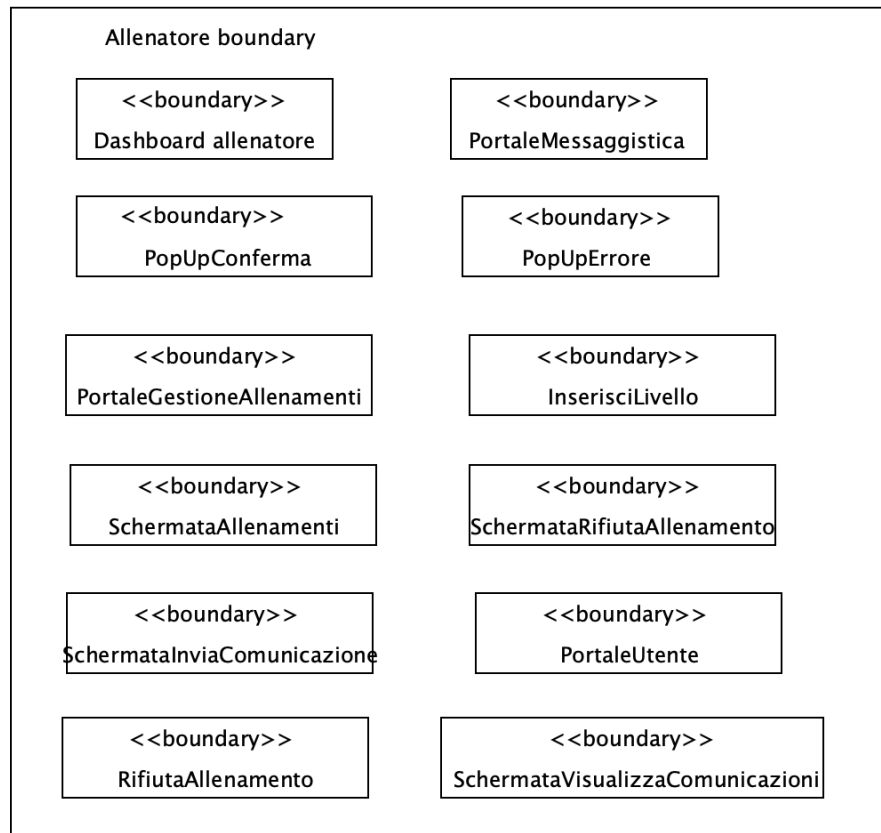 Allenatore boundary
<<boundary>>
Dashboard allenatore
<<boundary>>
PortaleMessaggistica
<<boundary>>
PopUpConferma
<<boundary>>
PopUpErrore
<<boundary>>
PortaleGestioneAllenamenti
<<boundary>>
InserisciLivello
<<boundary>>
SchermataAllenamenti
<<boundary>>
SchermataRifiutaAllenamento
<<boundary>>
SchermataInviaComunicazione
<<boundary>>
PortaleUtente
<<boundary>>
RifiutaAllenamento
<<boundary>>
SchermataVisualizzaComunicazioni